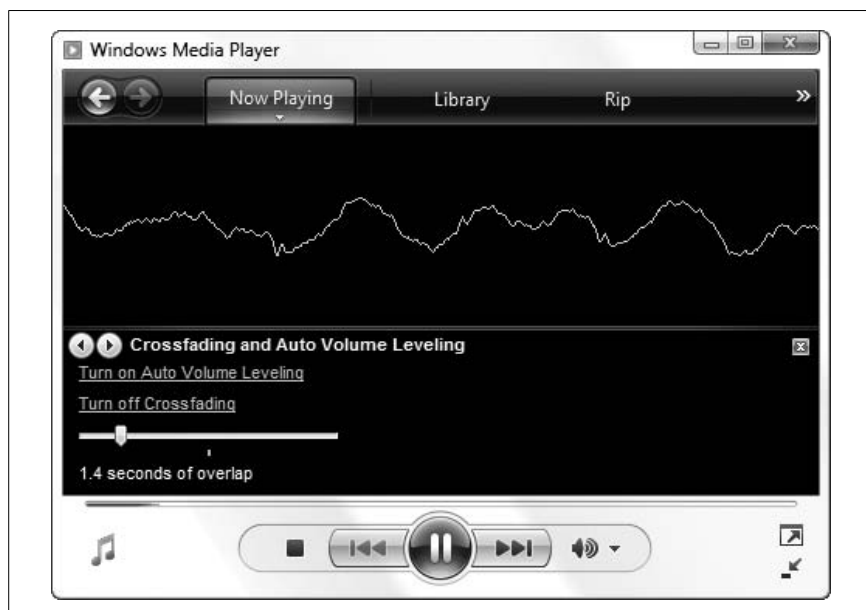 Windows Media Player
Now Playing Library Rip »
Crossfading and Auto Volume Leveling
Turn on Auto Volume Leveling
Turn off Crossfading
1.4 seconds of overlap